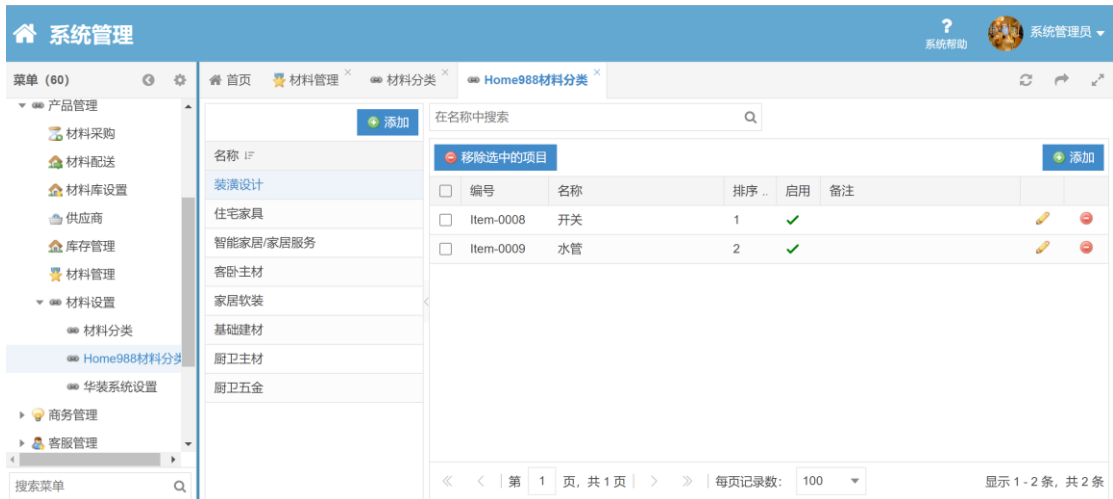 系统管理
?
系统帮助
系统管理员
菜单 (60)
首页
材料管理
材料分类
Home988材料分类
产品管理
材料采购
材料配送
材料库设置
供应商
库存管理
材料管理
材料设置
材料分类
Home988材料分类
华装系统设置
商务管理
客服管理
搜索菜单
添加
名称
装潢设计
住宅家具
智能家居/家居服务
客卧主材
家居软装
基础建材
厨卫主材
厨卫五金
在名称中搜索
移除选中的项目
添加
编号 名称 排序 .. 启用 备注
Item-0008 开关 1
Item-0009 水管 2
第 1 页, 共 1 页 每页记录数: 100 显示 1 - 2 条, 共 2 条